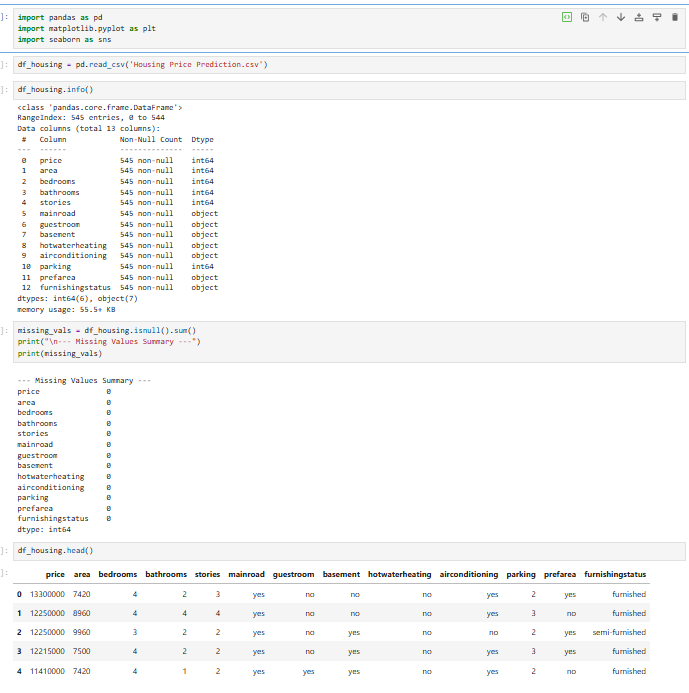 ]: import pandas as pd
import matplotlib.pyplot as plt
import seaborn as sns
]: df_housing = pd.read_csv('Housing Price Prediction.csv')
]: df_housing.info()
<class 'pandas.core.frame.DataFrame'>
RangeIndex: 545 entries, 0 to 544
Data columns (total 13 columns):
#   Column   Non-Null Count   Dtype
---  ------   --------------   -----
0   price   545 non-null   int64
1   area   545 non-null   int64
2   bedrooms   545 non-null   int64
3   bathrooms   545 non-null   int64
4   stories   545 non-null   int64
5   mainroad   545 non-null   object
6   guestroom   545 non-null   object
7   basement   545 non-null   object
8   hotwaterheating   545 non-null   object
9   airconditioning   545 non-null   object
10   parking   545 non-null   int64
11   prefarea   545 non-null   object
12   furnishingstatus   545 non-null   object
dtypes: int64(6), object(7)
memory usage: 55.5+ KB
]: missing_vals = df_housing.isnull().sum()
print("\n--- Missing Values Summary ---")
print(missing_vals)
--- Missing Values Summary ---
price   0
area   0
bedrooms   0
bathrooms   0
stories   0
mainroad   0
guestroom   0
basement   0
hotwaterheating   0
airconditioning   0
parking   0
prefarea   0
furnishingstatus   0
dtype: int64
]: df_housing.head()
]: price area bedrooms bathrooms stories mainroad guestroom basement hotwaterheating airconditioning parking prefarea furnishingstatus
0 13300000 7420 4 2 3 yes no no no yes 2 yes furnished
1 12250000 8960 4 4 4 yes no no no yes 3 no furnished
2 12250000 9960 3 2 2 yes no yes no no 2 yes semi-furnished
3 12215000 7500 4 2 2 yes no yes no yes 3 yes furnished
4 11410000 7420 4 1 2 yes yes yes no yes 2 no furnished